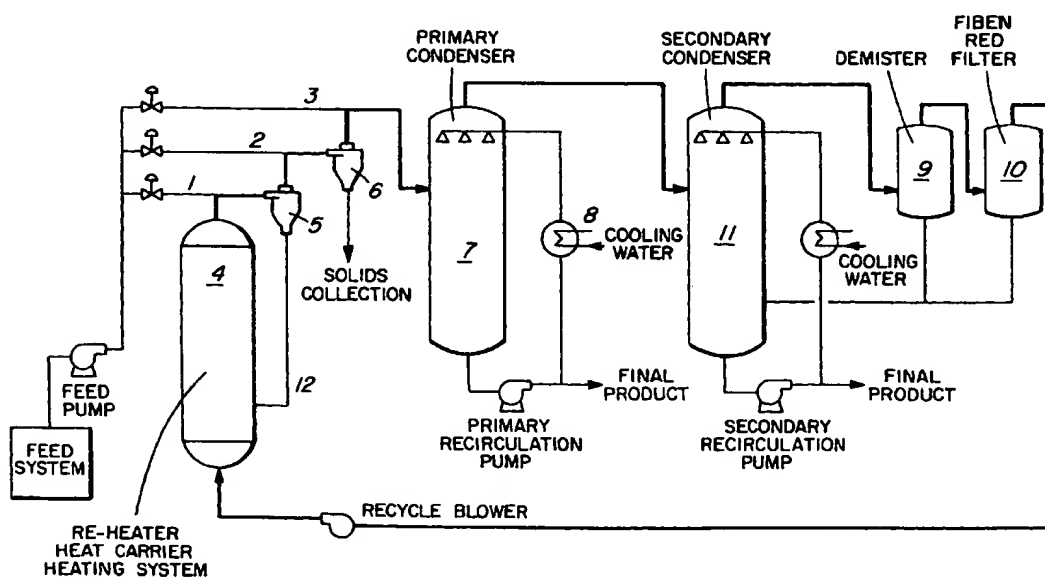 PRIMARY
CONDENSER
SECONDARY
CONDENSER
DEMISTER
FIBEN
RED
FILTER
3
2
1
6
5
4
7
8
COOLING
WATER
11
COOLING
WATER
9
10
SOLIDS
COLLECTION
12
FEED
PUMP
FEED
SYSTEM
FINAL
PRODUCT
PRIMARY
RECIRCULATION
PUMP
FINAL
PRODUCT
SECONDARY
RECIRCULATION
PUMP
RECYCLE BLOWER
RE-HEATER
HEAT CARRIER
HEATING SYSTEM